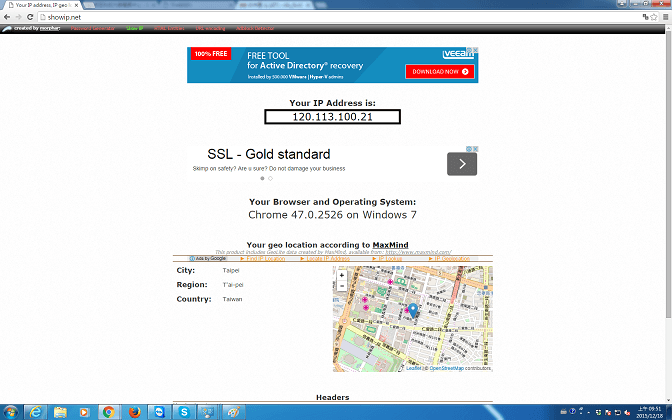 Your IP address, IP geo l
showip.net
created by morphar
Show IP
100% FREE
FREE TOOL
for Active Directory® recovery
Installed by 500,000 VMware | Hyper-V admins
veeam
DOWNLOAD NOW
Your IP Address is:
120.113.100.21
SSL - Gold standard
Skimp on safety? Are u sure? Do not damage your business
Your Browser and Operating System:
Chrome 47.0.2526 on Windows 7
Your geo location according to MaxMind
This product includes GeoLite data created by MaxMind, available from: http://www.maxmind.com/
Ads by Google
► Find IP Location
► Locate IP Address
► IP Lookup
► IP Geolocation
City: Taipei
Region: T'ai-pei
Country: Taiwan
+
−
Leaflet | © OpenStreetMap contributors
Headers
上午 09:51
2015/12/18